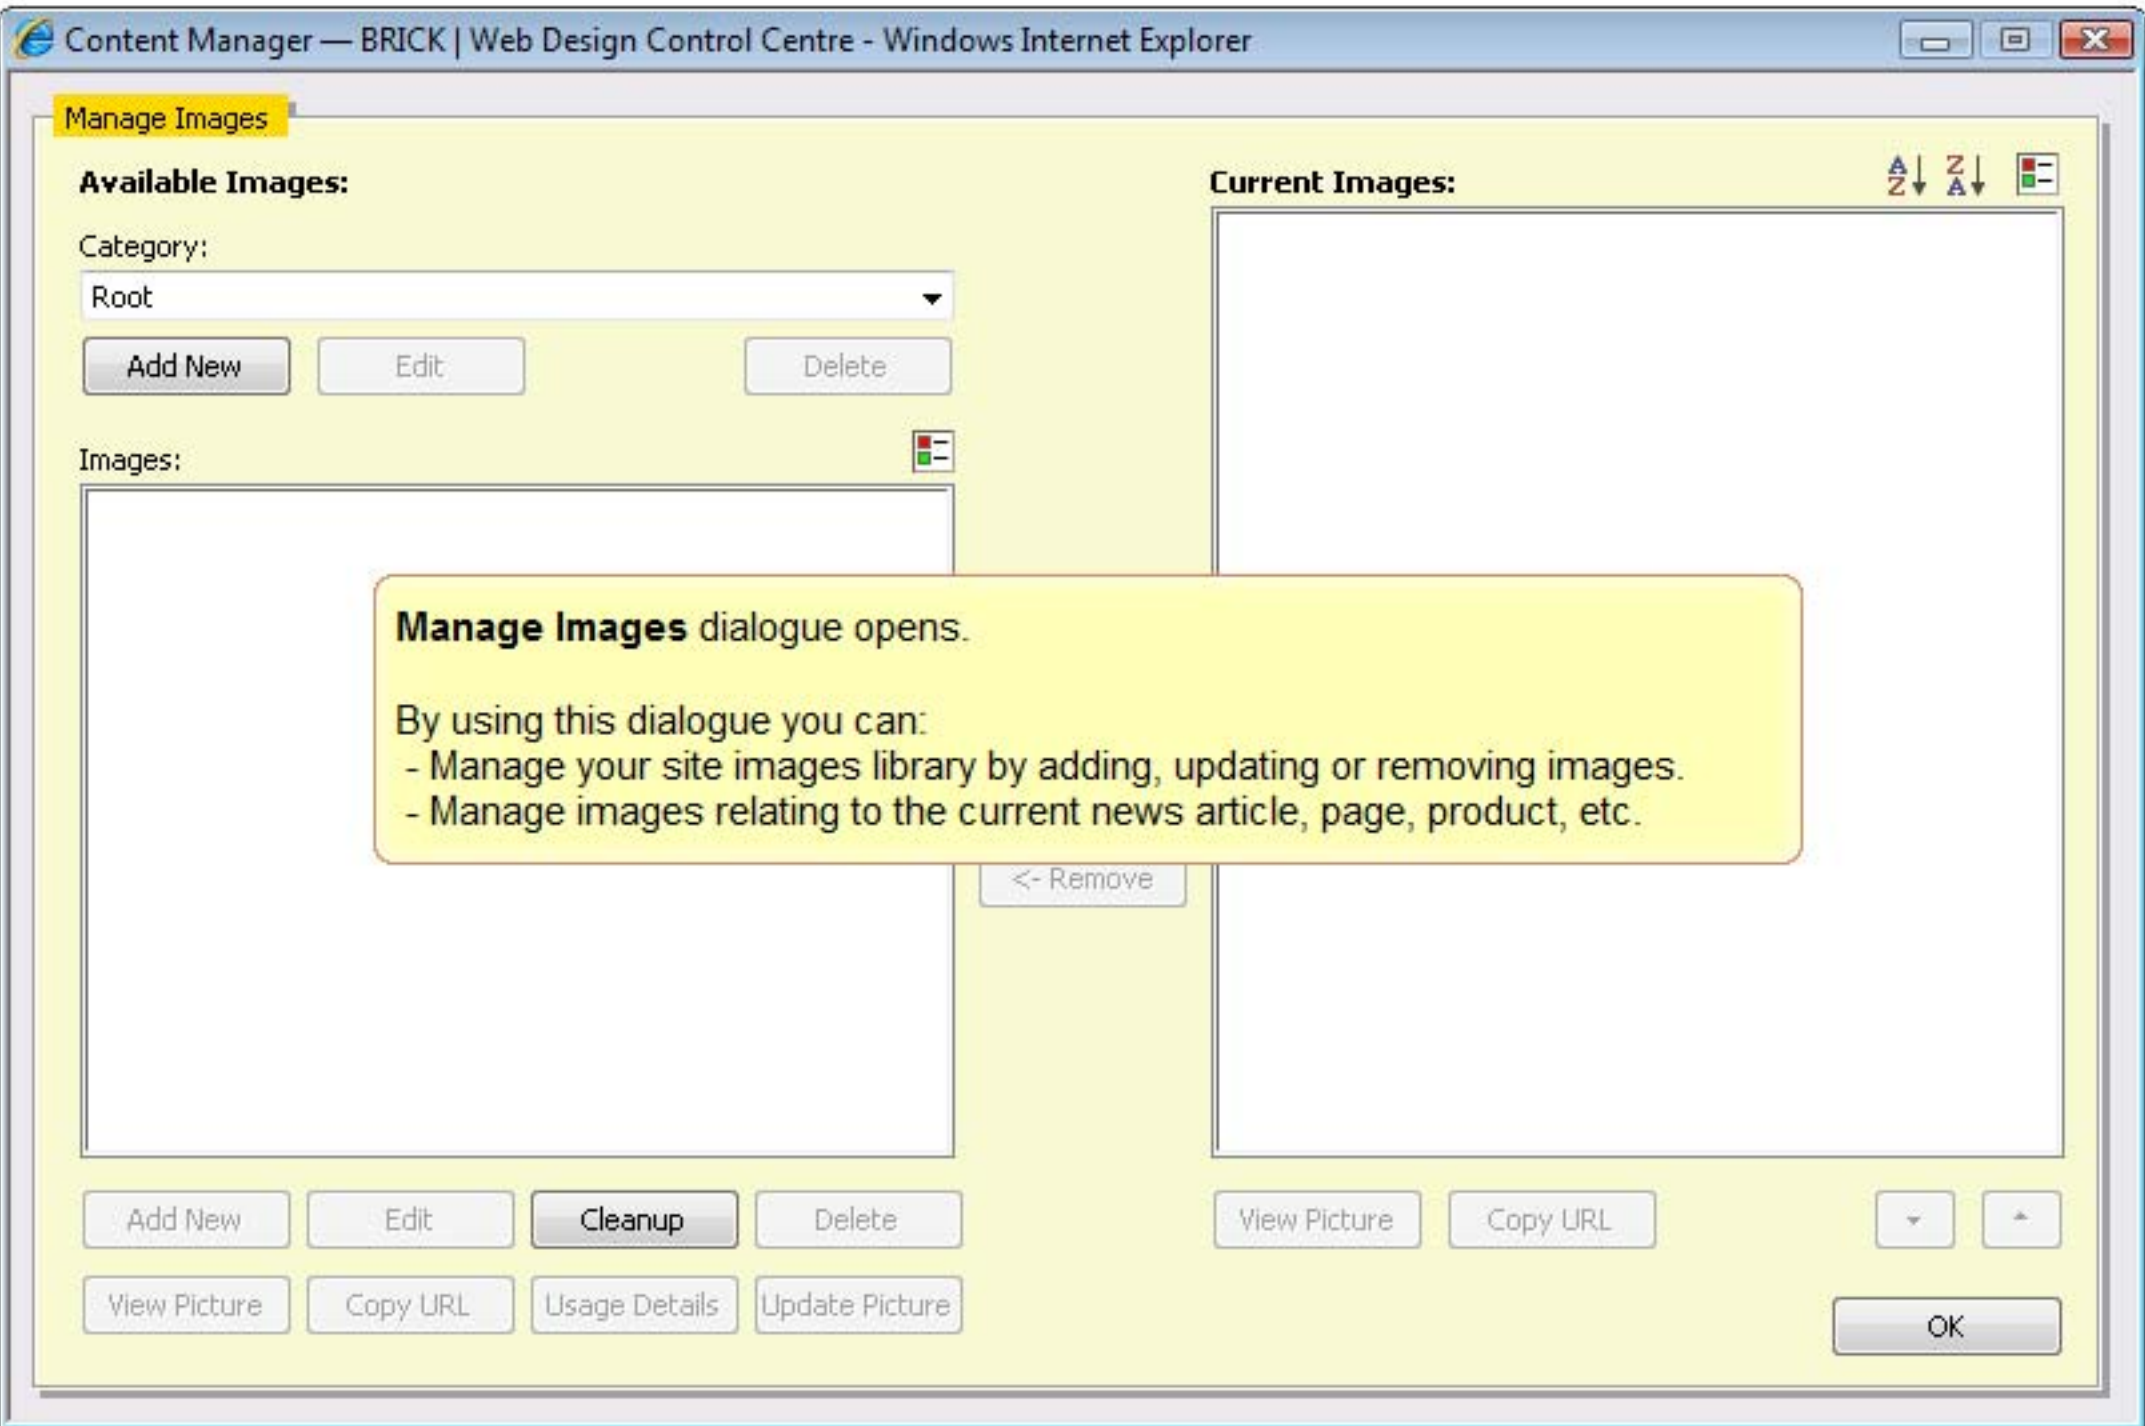 Content Manager — BRICK | Web Design Control Centre - Windows Internet Explorer
Manage Images
Available Images:
Category:
Root
Add New
Edit
Delete
Images:
Current Images:
Manage Images dialogue opens.
By using this dialogue you can:
- Manage your site images library by adding, updating or removing images.
- Manage images relating to the current news article, page, product, etc.
<- Remove
Add New
Edit
Cleanup
Delete
View Picture
Copy URL
Usage Details
Update Picture
View Picture
Copy URL
OK